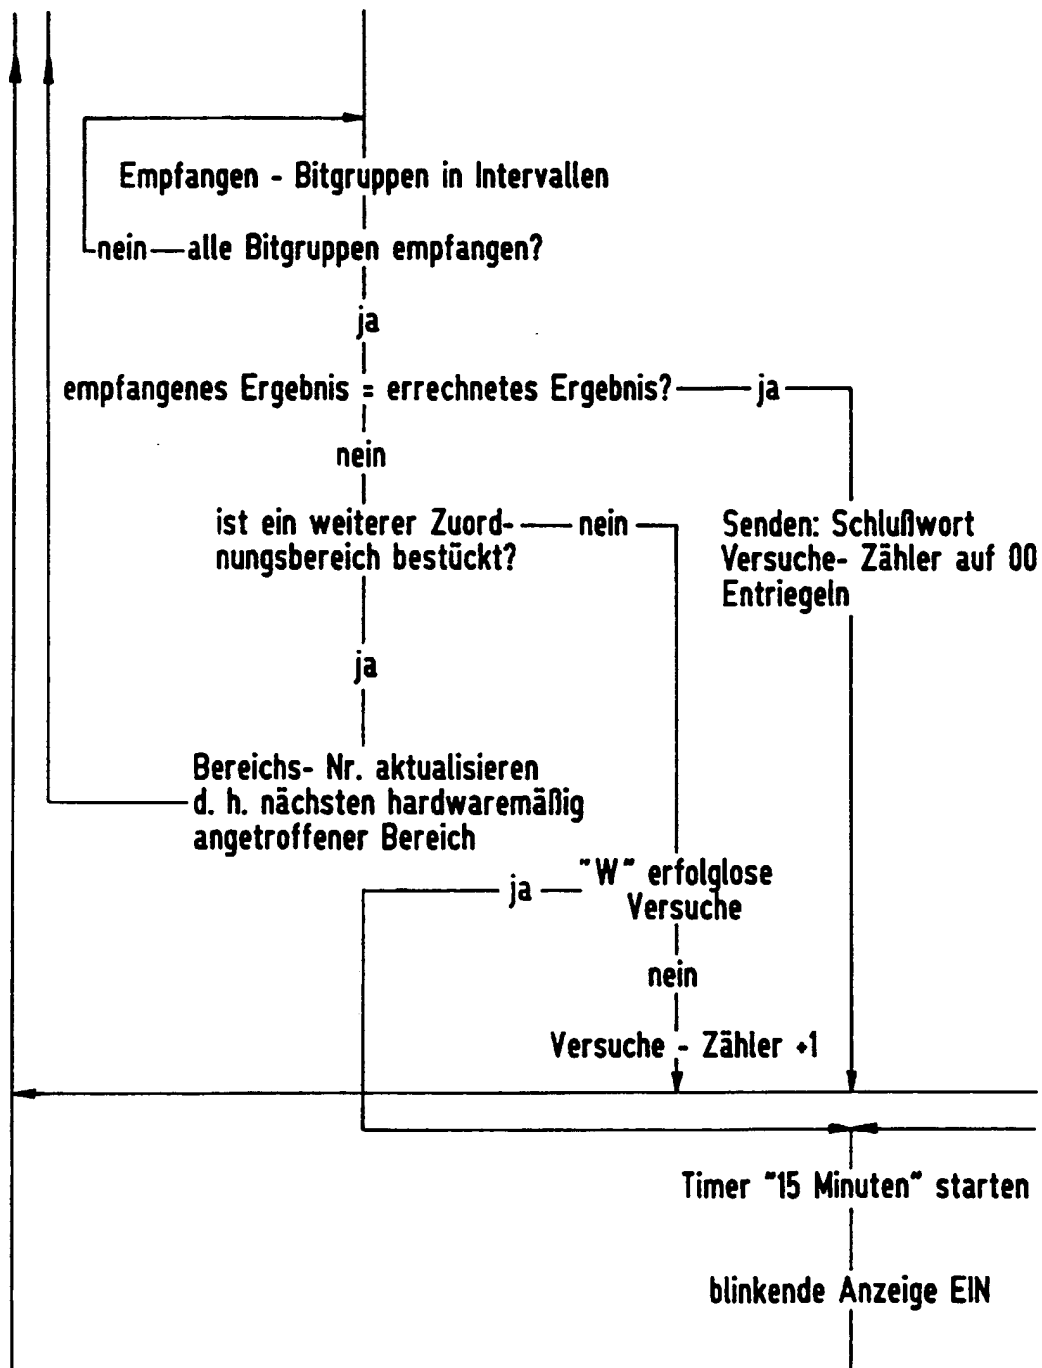 Empfangen - Bitgruppen in Intervallen
nein — alle Bitgruppen empfangen?
ja
empfangenes Ergebnis = errechnetes Ergebnis? — ja
nein
ist ein weiterer Zuord- — nein
nungsbereich bestückt?
Senden: Schlußwort
Versuche- Zähler auf 00
Entriegeln
ja
Bereichs- Nr. aktualisieren
d. h. nächsten hardwaremäßig
angetroffener Bereich
ja — "W" erfolglose
Versuche
nein
Versuche - Zähler +1
Timer "15 Minuten" starten
blinkende Anzeige EIN